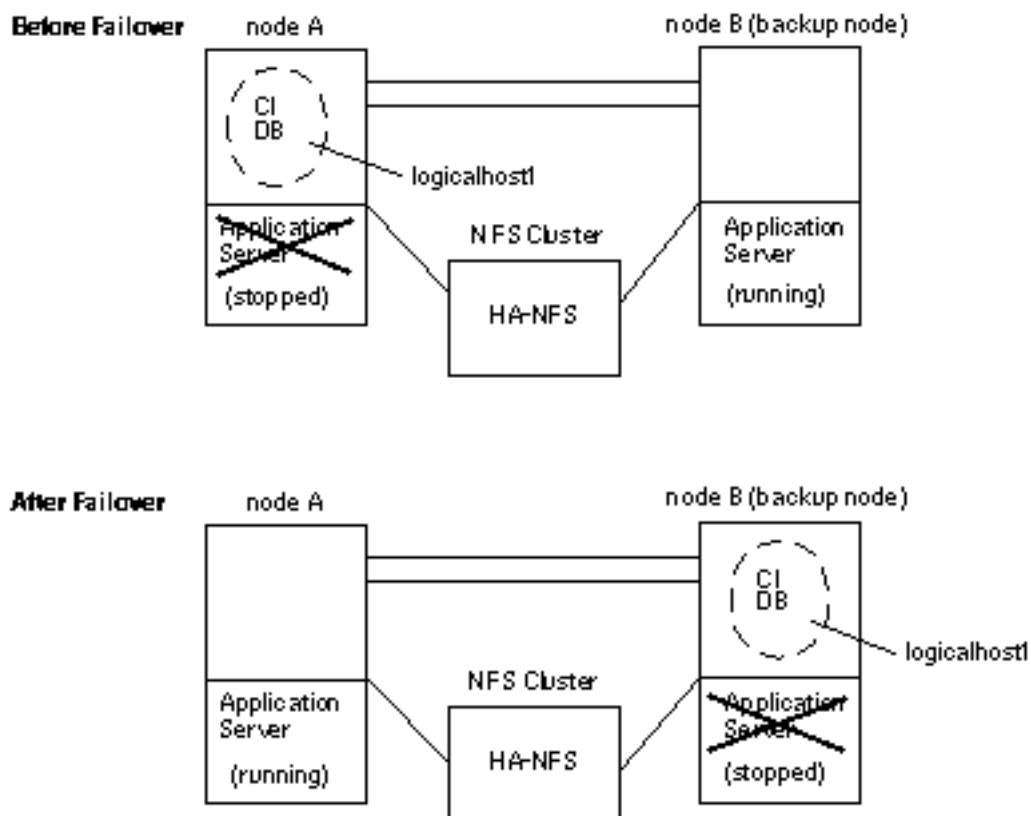 Before Failover
node A
node B (backup node)
CI
DB
logicalhost1
Application
Server
(stopped)
NFS Cluster
HA-NFS
Application
Server
(running)
After Failover
node A
node B (backup node)
CI
DB
logicalhost1
Application
Server
(running)
NFS Cluster
HA-NFS
Application
Server
(stopped)